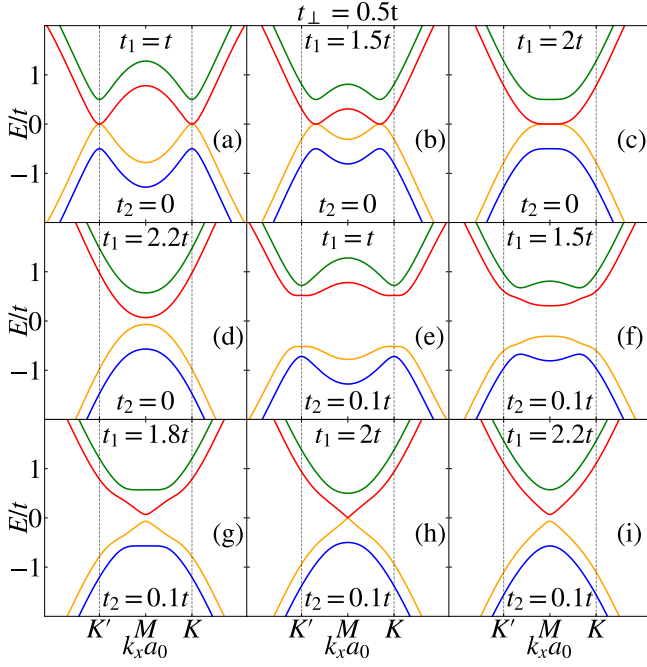 t⊥ = 0.5t
E/t
1
0
−1
t₁ = t
(a)
t₂ = 0
t₁ = 1.5t
(b)
t₂ = 0
t₁ = 2t
(c)
t₂ = 0
E/t
1
0
−1
t₁ = 2.2t
(d)
t₂ = 0
t₁ = t
(e)
t₂ = 0.1t
t₁ = 1.5t
(f)
t₂ = 0.1t
E/t
1
0
−1
t₁ = 1.8t
(g)
t₂ = 0.1t
t₁ = 2t
(h)
t₂ = 0.1t
t₁ = 2.2t
(i)
t₂ = 0.1t
K′ M K
kₓa₀
K′ M K
kₓa₀
K′ M K
kₓa₀